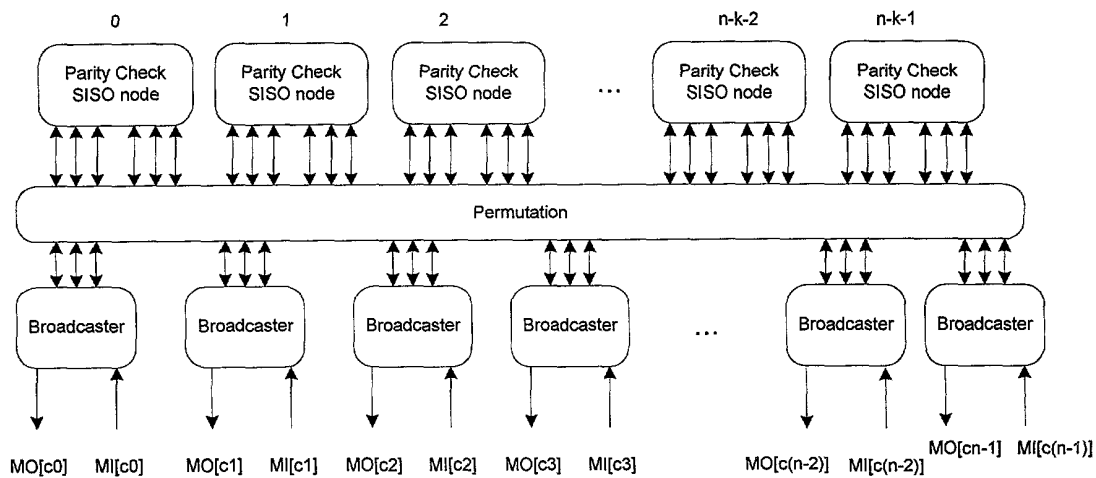 0 1 2 n-k-2 n-k-1
Parity Check
SISO node
Parity Check
SISO node
Parity Check
SISO node
...
Parity Check
SISO node
Parity Check
SISO node
Permutation
Broadcaster
Broadcaster
Broadcaster
Broadcaster
...
Broadcaster
Broadcaster
MO[c0] MI[c0] MO[c1] MI[c1] MO[c2] MI[c2] MO[c3] MI[c3] MO[c(n-2)] MI[c(n-2)] MO[cn-1] MI[c(n-1)]